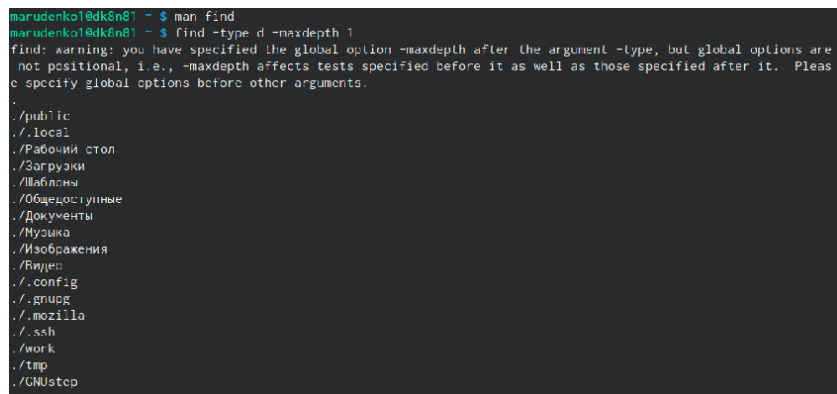 marudenko1@dk8n81 ~ $ man find
marudenko1@dk8n81 ~ $ find -type d -maxdepth 1
find: warning: you have specified the global option -maxdepth after the argument -type, but global options are
 not positional, i.e., -maxdepth affects tests specified before it as well as those specified after it.  Pleas
e specify global options before other arguments.
.
./public
./.local
./Рабочий стол
./Загрузки
./Шаблоны
./Общедоступные
./Документы
./Музыка
./Изображения
./Видео
./.config
./.gnupg
./.mozilla
./.ssh
./work
./tmp
./GNUstep